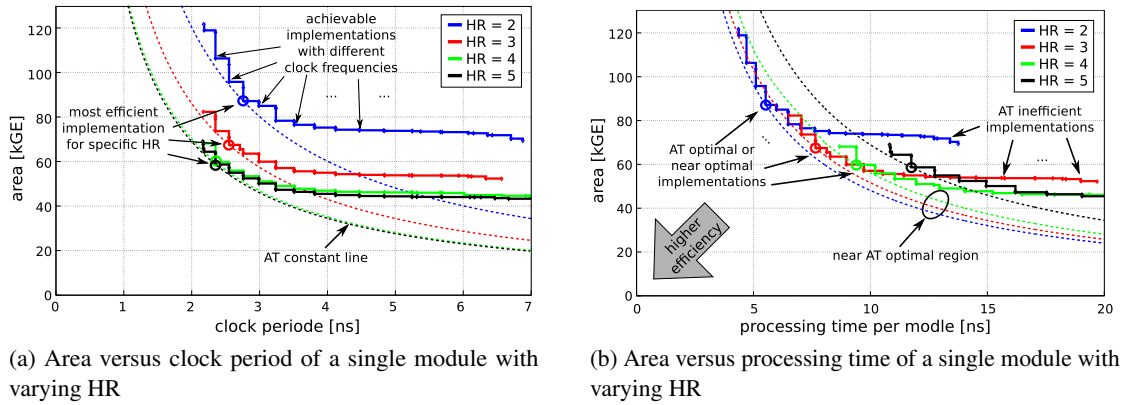 120
100
80
60
40
20
0
area [kGE]
0
1
2
3
4
5
6
7
clock periode [ns]
achievable
implementations
with different
clock frequencies
...
...
most efficient
implementation
for specific HR
AT constant line
HR = 2
HR = 3
HR = 4
HR = 5
(a) Area versus clock period of a single module with
varying HR
120
100
80
60
40
20
0
area [kGE]
0
5
10
15
20
processing time per modle [ns]
HR = 2
HR = 3
HR = 4
HR = 5
AT inefficient
implementations
...
...
AT optimal or
near optimal
implementations
higher
efficiency
near AT optimal region
(b) Area versus processing time of a single module with
varying HR